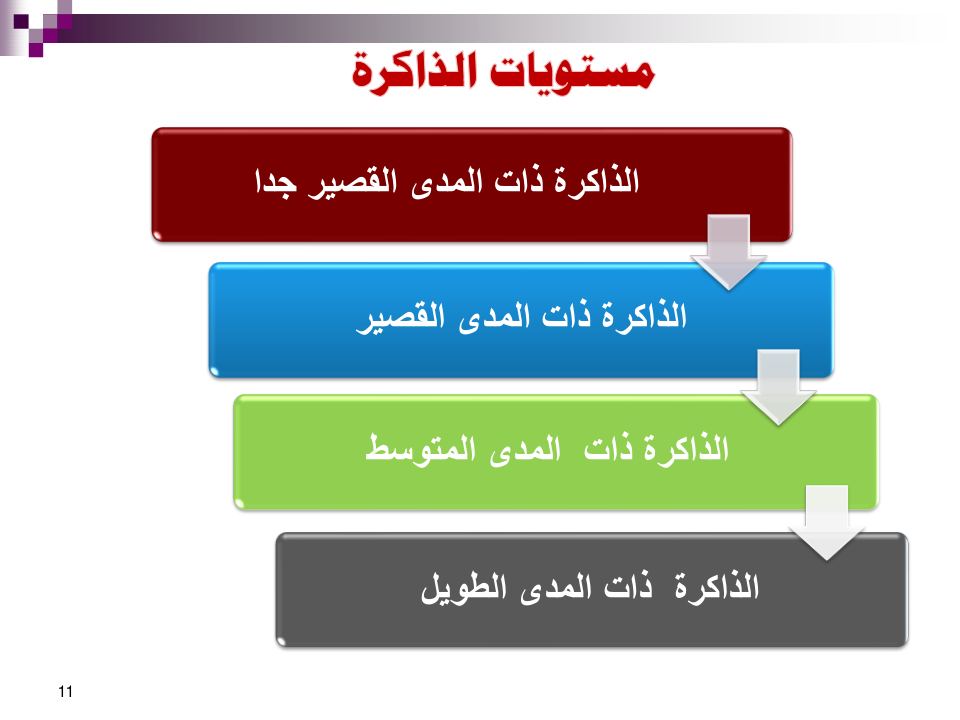 مستويات الذاكرة
الذاكرة ذات المدى القصير جدا
الذاكرة ذات المدى القصير
الذاكرة ذات المدى المتوسط
الذاكرة ذات المدى الطويل
11